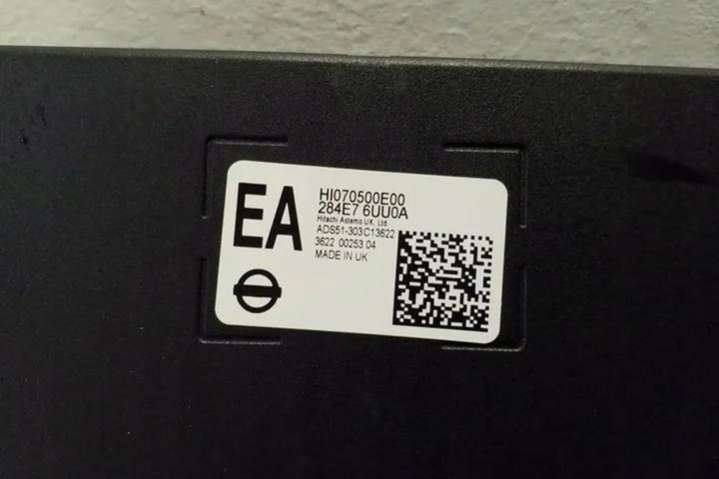 EA
HI070500E00
284E7 6UU0A
Hitachi Astemo UK, Ltd.
ADS51-303C13622
3622 00253 04
MADE IN UK